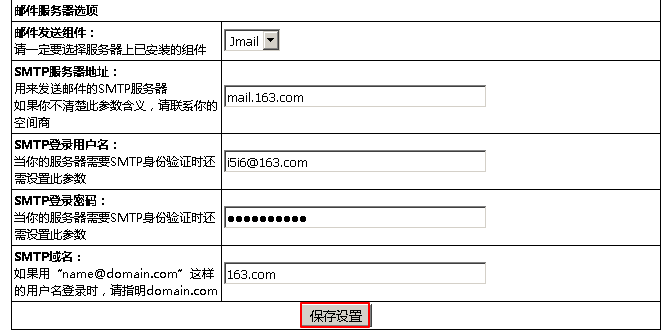 邮件服务器选项
邮件发送组件：
请一定要选择服务器上已安装的组件
Jmail
SMTP服务器地址：
用来发送邮件的SMTP服务器
如果你不清楚此参数含义，请联系你的
空间商
mail.163.com
SMTP登录用户名：
当你的服务器需要SMTP身份验证时还
需设置此参数
i5i6@163.com
SMTP登录密码：
当你的服务器需要SMTP身份验证时还
需设置此参数
●●●●●●●●●●
SMTP域名：
如果用“name@domain.com”这样
的用户名登录时，请指明domain.com
163.com
保存设置